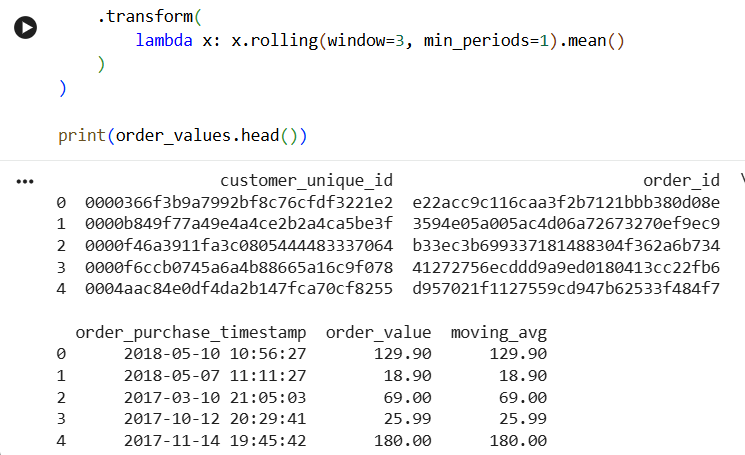 .transform(
lambda x: x.rolling(window=3, min_periods=1).mean()
)
)
print(order_values.head())
customer_unique_id order_id \
0 0000366f3b9a7992bf8c76cfdf3221e2 e22acc9c116caa3f2b7121bbb380d08e
1 0000b849f77a49e4a4ce2b2a4ca5be3f 3594e05a005ac4d06a72673270ef9ec9
2 0000f46a3911fa3c0805444483337064 b33ec3b699337181488304f362a6b734
3 0000f6ccb0745a6a4b88665a16c9f078 41272756ecddd9a9ed0180413cc22fb6
4 0004aac84e0df4da2b147fca70cf8255 d957021f1127559cd947b62533f484f7
order_purchase_timestamp order_value moving_avg
0 2018-05-10 10:56:27 129.90 129.90
1 2018-05-07 11:11:27 18.90 18.90
2 2017-03-10 21:05:03 69.00 69.00
3 2017-10-12 20:29:41 25.99 25.99
4 2017-11-14 19:45:42 180.00 180.00